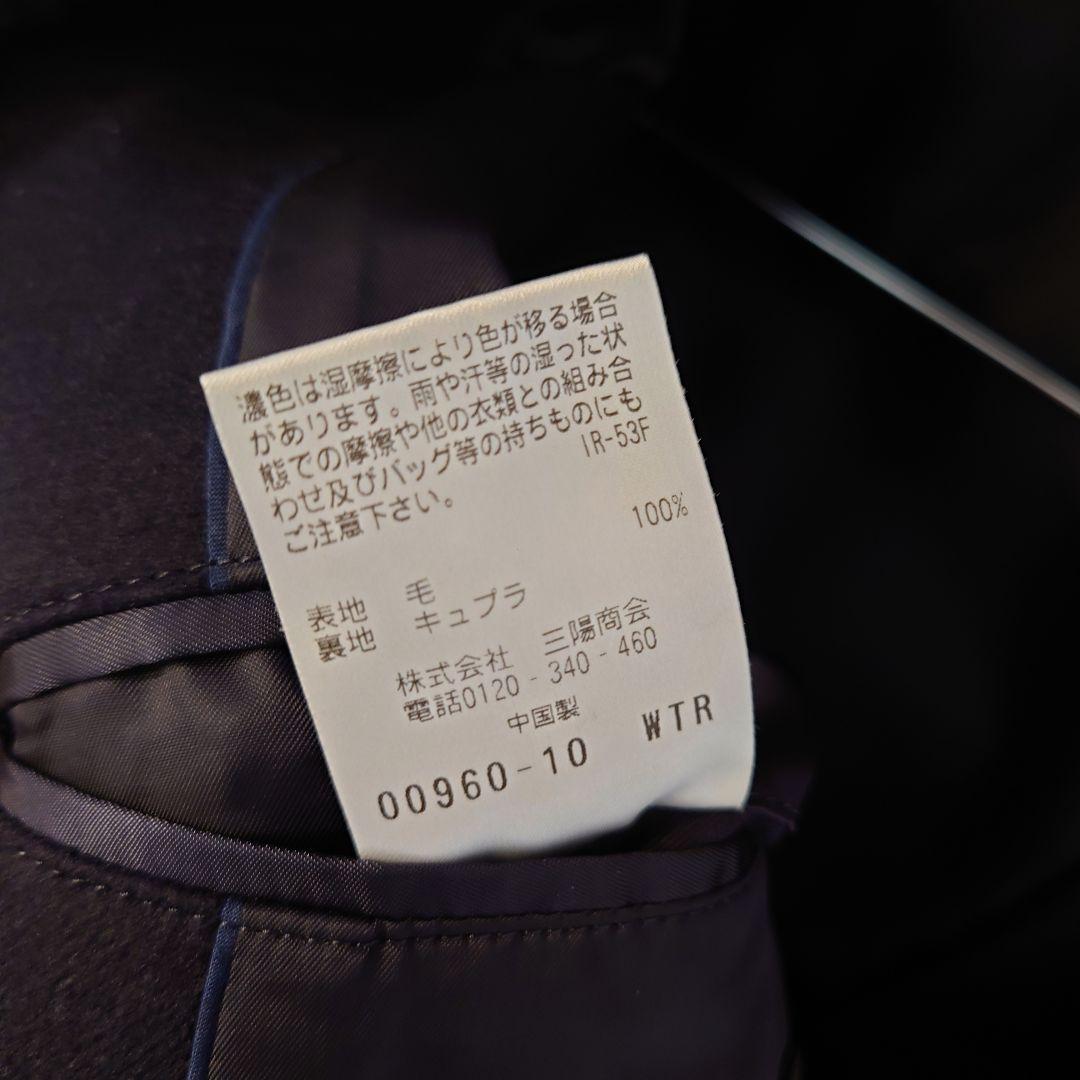 濃色は湿摩擦により色が移る場合
があります。雨や汗等の湿った状
態での摩擦や他の衣類との組み合
わせ及びバッグ等の持ちものにも
ご注意下さい。 IR-53F
100%
表地 毛
裏地 キュプラ
株式会社 三陽商会
電話0120-340-460
中国製
00960-10 WTR